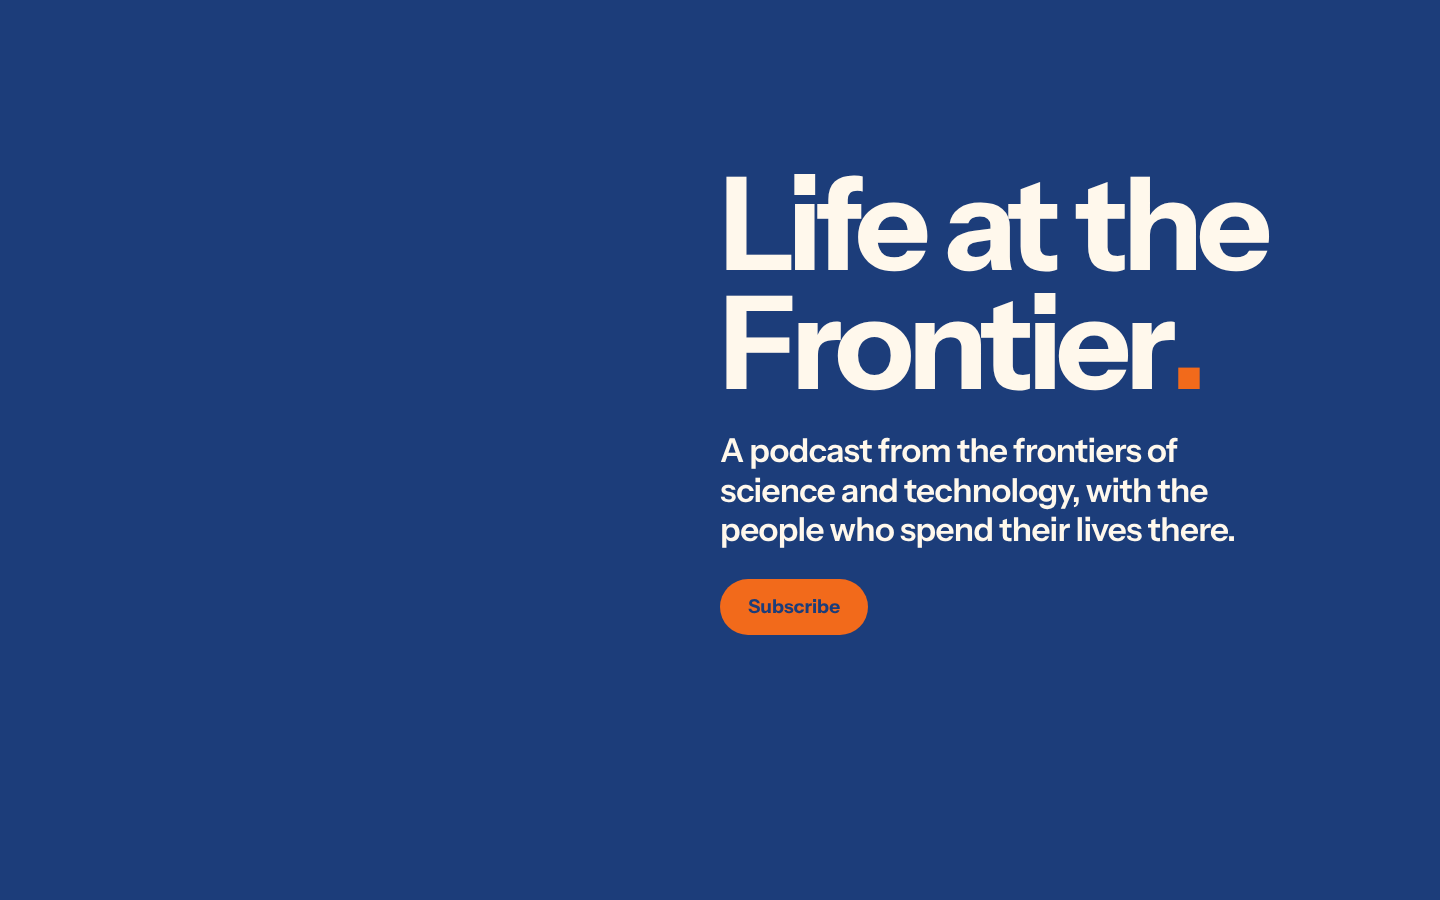 Life at the
Frontier.
A podcast from the frontiers of
science and technology, with the
people who spend their lives there.
Subscribe